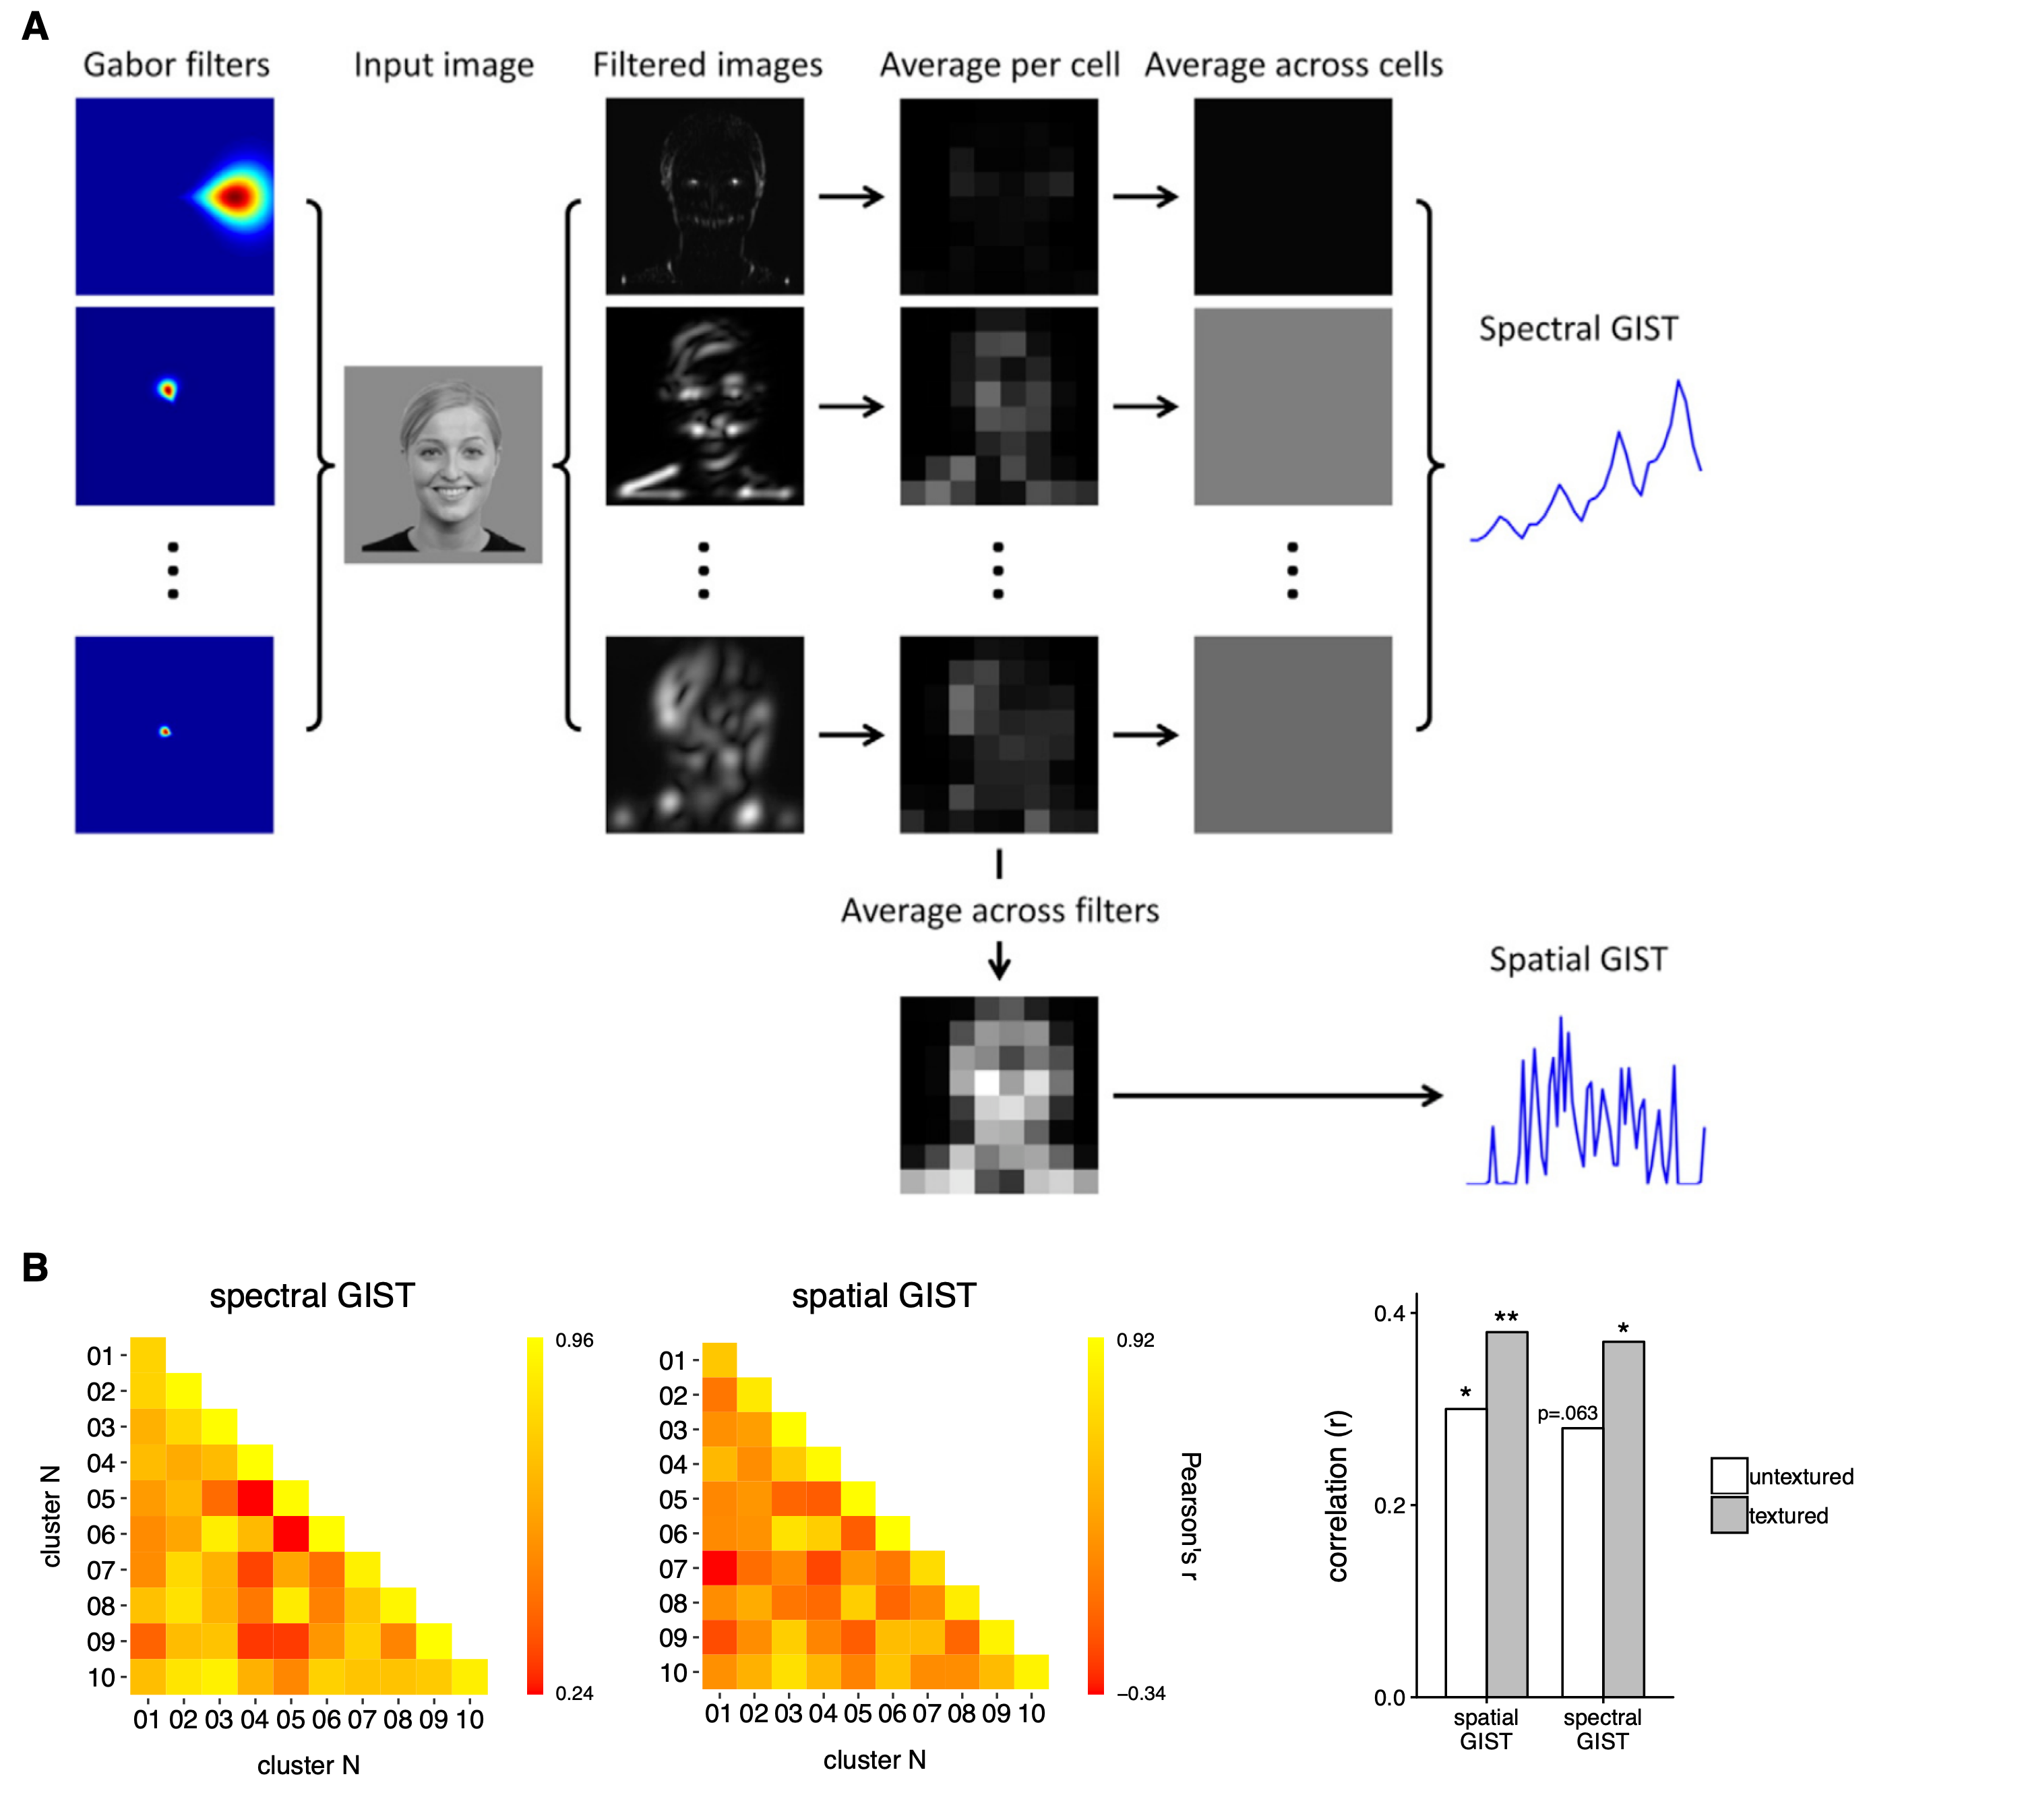 A
Gabor filters
Input image
Filtered images
Average per cell
Average across cells
Spectral GIST
Average across filters
Spatial GIST
B
spectral GIST
cluster N
01
02
03
04
05
06
07
08
09
10
01 02 03 04 05 06 07 08 09 10
cluster N
0.96
0.24
spatial GIST
01
02
03
04
05
06
07
08
09
10
01 02 03 04 05 06 07 08 09 10
cluster N
0.92
−0.34
Pearson's r
correlation (r)
0.4
0.2
0.0
*
**
p=.063
*
spatial
GIST
spectral
GIST
untextured
textured